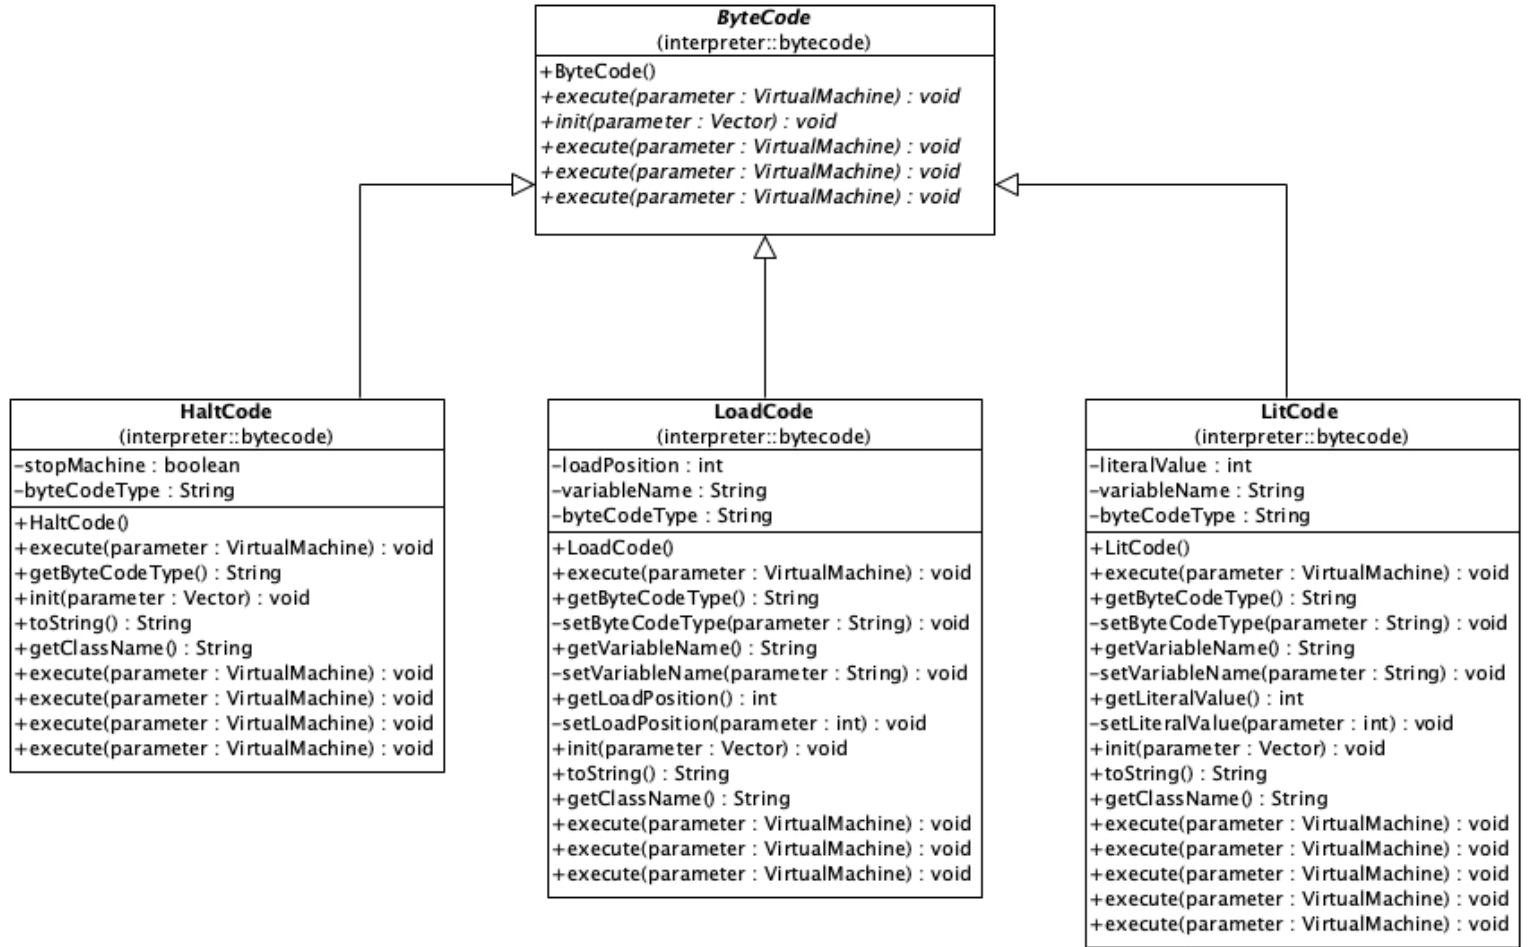 ByteCode
(interpreter::bytecode)
+ByteCode()
+execute(parameter : VirtualMachine) : void
+init(parameter : Vector) : void
+execute(parameter : VirtualMachine) : void
+execute(parameter : VirtualMachine) : void
+execute(parameter : VirtualMachine) : void
HaltCode
(interpreter::bytecode)
-stopMachine : boolean
-byteCodeType : String
+HaltCode()
+execute(parameter : VirtualMachine) : void
+getByteCodeType() : String
+init(parameter : Vector) : void
+toString() : String
+getClassName() : String
+execute(parameter : VirtualMachine) : void
+execute(parameter : VirtualMachine) : void
+execute(parameter : VirtualMachine) : void
+execute(parameter : VirtualMachine) : void
LoadCode
(interpreter::bytecode)
-loadPosition : int
-variableName : String
-byteCodeType : String
+LoadCode()
+execute(parameter : VirtualMachine) : void
+getByteCodeType() : String
-setByteCodeType(parameter : String) : void
+getVariableName() : String
-setVariableName(parameter : String) : void
+getLoadPosition() : int
-setLoadPosition(parameter : int) : void
+init(parameter : Vector) : void
+toString() : String
+getClassName() : String
+execute(parameter : VirtualMachine) : void
+execute(parameter : VirtualMachine) : void
+execute(parameter : VirtualMachine) : void
LitCode
(interpreter::bytecode)
-literalValue : int
-variableName : String
-byteCodeType : String
+LitCode()
+execute(parameter : VirtualMachine) : void
+getByteCodeType() : String
-setByteCodeType(parameter : String) : void
+getVariableName() : String
-setVariableName(parameter : String) : void
+getLiteralValue() : int
-setLiteralValue(parameter : int) : void
+init(parameter : Vector) : void
+toString() : String
+getClassName() : String
+execute(parameter : VirtualMachine) : void
+execute(parameter : VirtualMachine) : void
+execute(parameter : VirtualMachine) : void
+execute(parameter : VirtualMachine) : void
+execute(parameter : VirtualMachine) : void